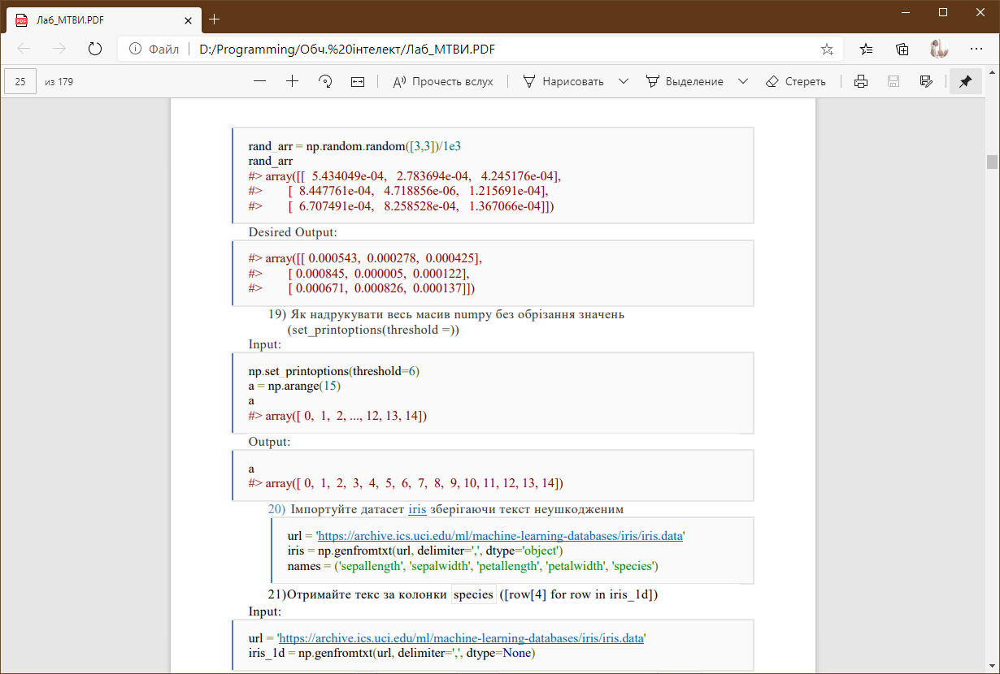 Лаб_МТВИ.PDF
Файл D:/Programming/Обч.%20інтелект/Лаб_МТВИ.PDF
25 из 179 Прочесть вслух Нарисовать Выделение Стереть
rand_arr = np.random.random([3,3])/1e3
rand_arr
#> array([[ 5.434049e-04, 2.783694e-04, 4.245176e-04],
#> [ 8.447761e-04, 4.718856e-06, 1.215691e-04],
#> [ 6.707491e-04, 8.258528e-04, 1.367066e-04]])
Desired Output:
#> array([[ 0.000543, 0.000278, 0.000425],
#> [ 0.000845, 0.000005, 0.000122],
#> [ 0.000671, 0.000826, 0.000137]])
19) Як надрукувати весь масив numpy без обрізання значень
(set_printoptions(threshold =))
Input:
np.set_printoptions(threshold=6)
a = np.arange(15)
a
#> array([ 0, 1, 2, ..., 12, 13, 14])
Output:
a
#> array([ 0, 1, 2, 3, 4, 5, 6, 7, 8, 9, 10, 11, 12, 13, 14])
20) Імпортуйте датасет iris зберігаючи текст неушкодженим
url = 'https://archive.ics.uci.edu/ml/machine-learning-databases/iris/iris.data'
iris = np.genfromtxt(url, delimiter=',', dtype='object')
names = ('sepallength', 'sepalwidth', 'petallength', 'petalwidth', 'species')
21)Отримайте текс за колонки species ([row[4] for row in iris_1d])
Input:
url = 'https://archive.ics.uci.edu/ml/machine-learning-databases/iris/iris.data'
iris_1d = np.genfromtxt(url, delimiter=',', dtype=None)